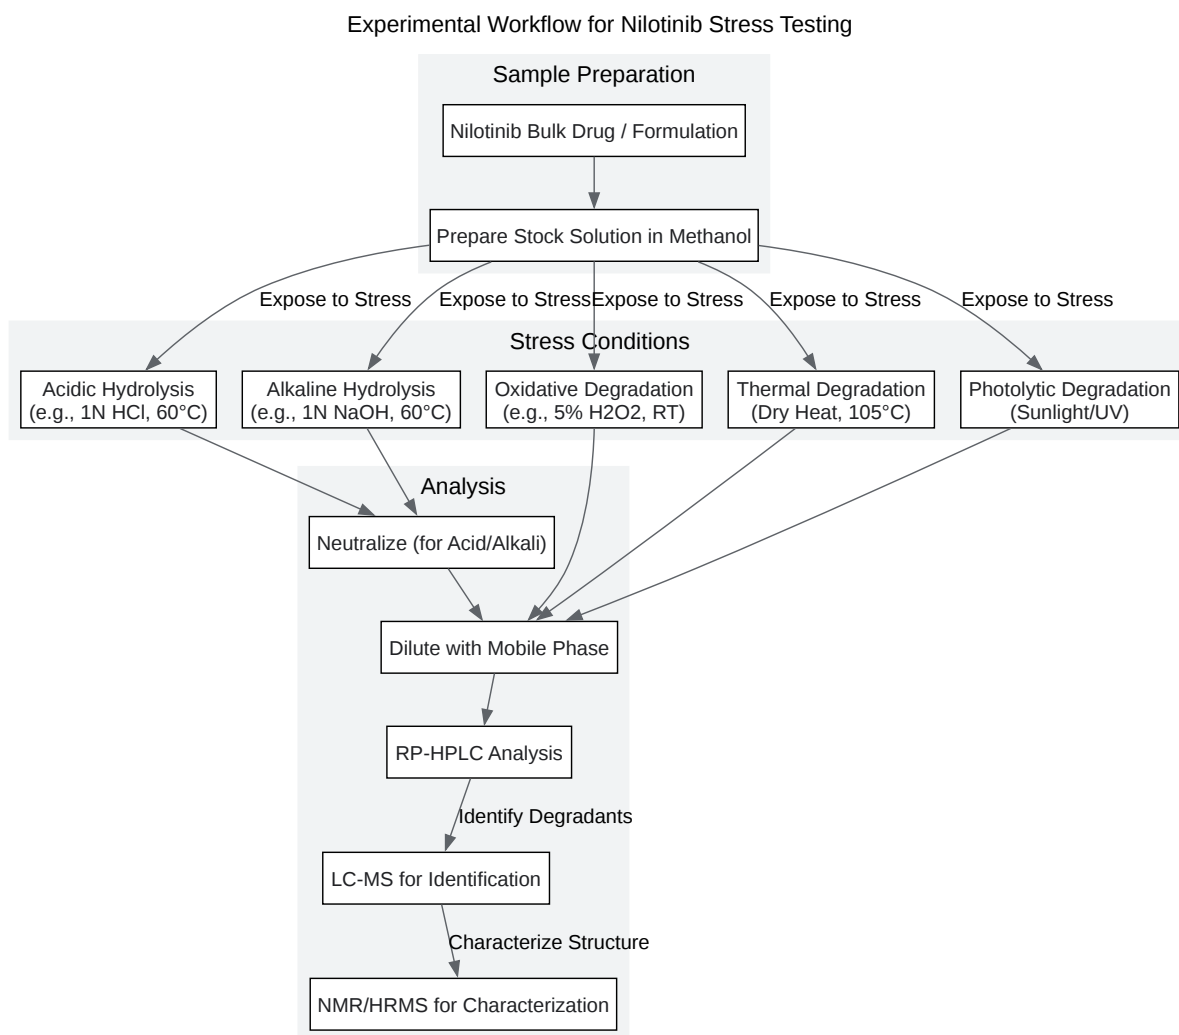 Experimental Workflow for Nilotinib Stress Testing
Sample Preparation
Nilotinib Bulk Drug / Formulation
Prepare Stock Solution in Methanol
Expose to Stress
Expose to Stress
Expose to Stress
Expose to Stress
Expose to Stress
Stress Conditions
Acidic Hydrolysis
(e.g., 1N HCl, 60°C)
Alkaline Hydrolysis
(e.g., 1N NaOH, 60°C)
Oxidative Degradation
(e.g., 5% H2O2, RT)
Thermal Degradation
(Dry Heat, 105°C)
Photolytic Degradation
(Sunlight/UV)
Analysis
Neutralize (for Acid/Alkali)
Dilute with Mobile Phase
RP-HPLC Analysis
Identify Degradants
LC-MS for Identification
Characterize Structure
NMR/HRMS for Characterization